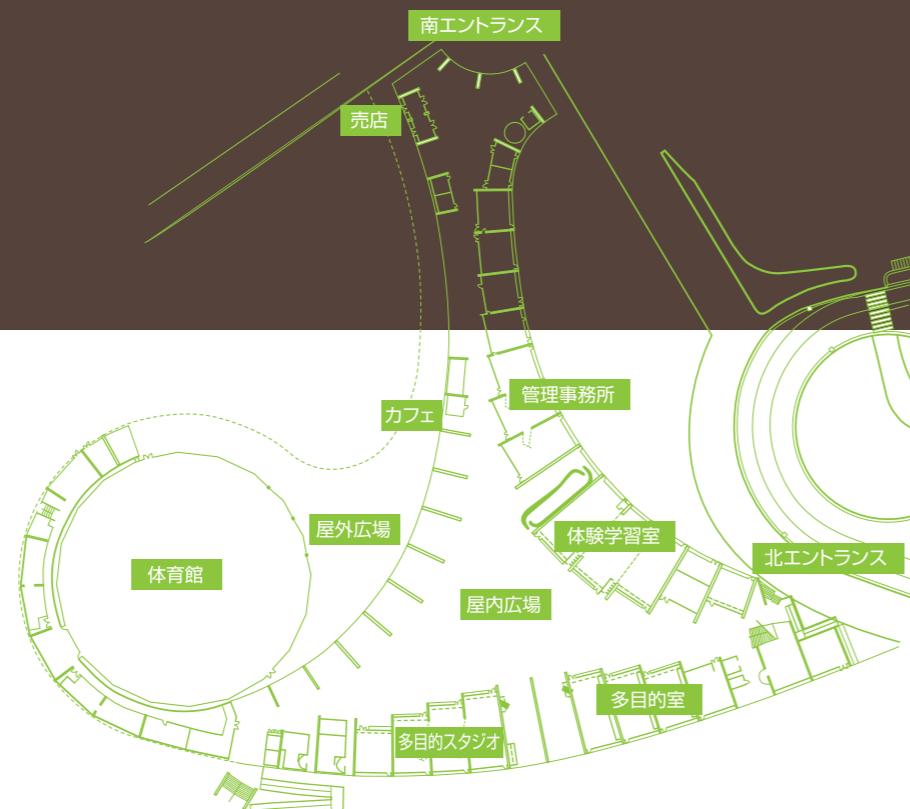 南エントランス
売店
管理事務所
カフェ
屋外広場
体験学習室
北エントランス
体育館
屋内広場
多目的室
多目的スタジオ